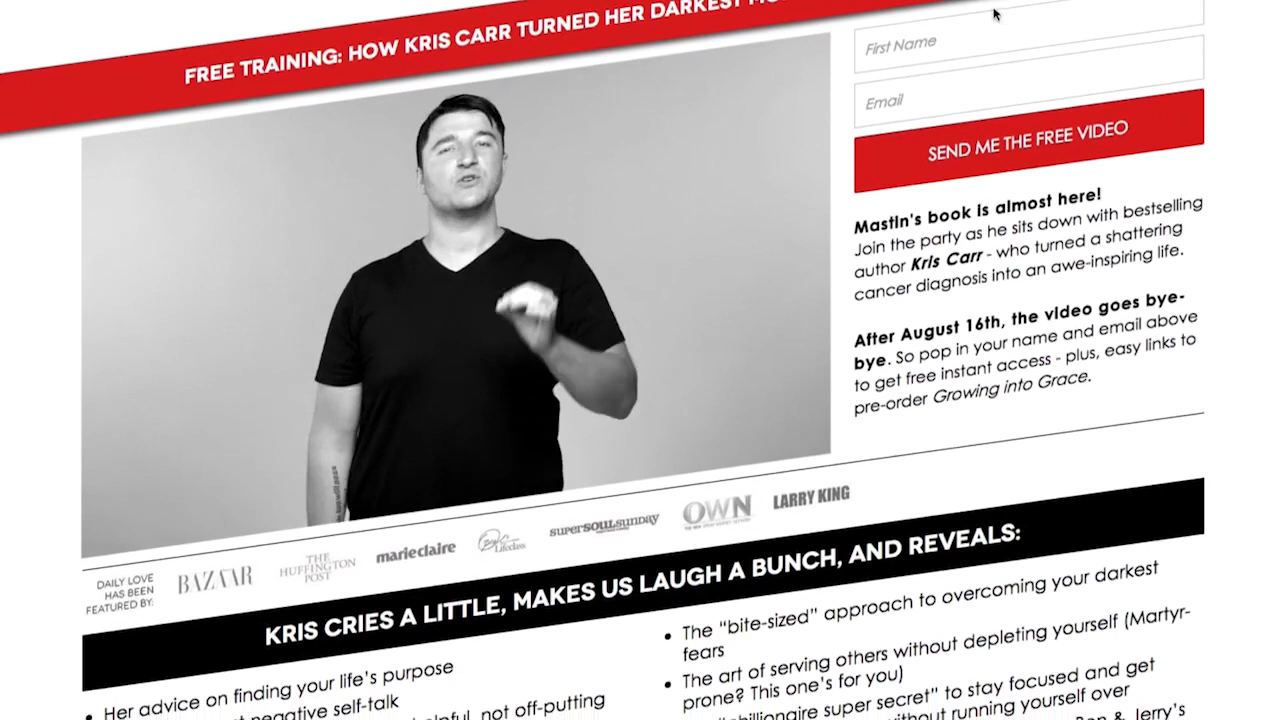 FREE TRAINING: HOW KRIS CARR TURNED HER DARKEST
First Name
Email
SEND ME THE FREE VIDEO
Mastin's book is almost here!
Join the party as he sits down with bestselling
author Kris Carr - who turned a shattering
cancer diagnosis into an awe-inspiring life.
After August 16th, the video goes bye-
bye. So pop in your name and email above
to get free instant access - plus, easy links to
pre-order Growing into Grace.
DAILY LOVE
HAS BEEN
FEATURED BY:
BAZAAR
THE
HUFFINGTON
POST
marie claire
Lifeclass
SUPERSOULSUNDAY
OWN
LARRY KING
KRIS CRIES A LITTLE, MAKES US LAUGH A BUNCH, AND REVEALS:
• Her advice on finding your life's purpose
negative self-talk
not off-putting
• The “bite-sized” approach to overcoming your darkest
fears
• The art of serving others without depleting yourself (Martyr-
prone? This one's for you)
super secret” to stay focused and get
without running yourself over
& Jerry's